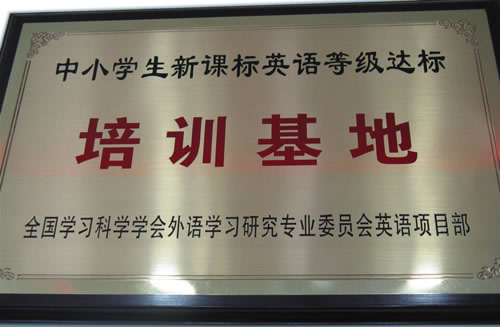 中小学生新课标英语等级达标
培训基地
全国学习科学学会外语学习研究专业委员会英语项目部